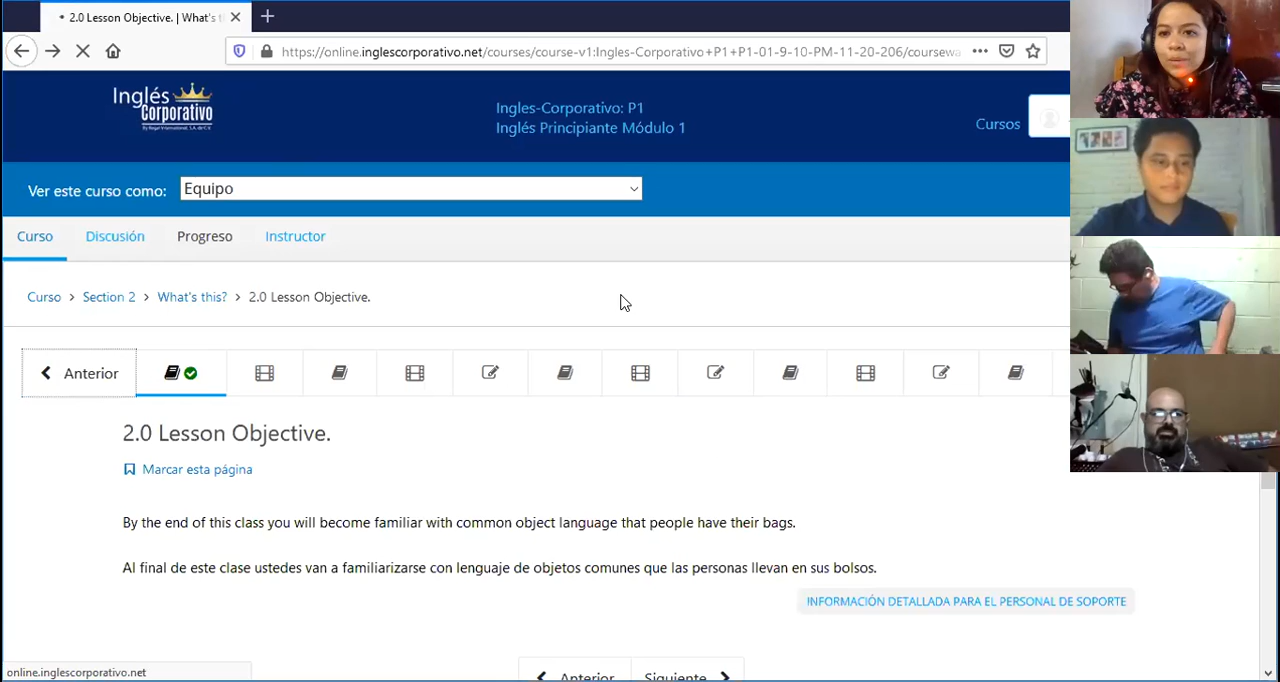 2.0 Lesson Objective. | What's t
https://online.inglescorporativo.net/courses/course-v1:Ingles-Corporativo+P1+P1-01-9-10-PM-11-20-206/coursewa
Inglés
Corporativo
Ingles-Corporativo: P1
Inglés Principiante Módulo 1
Cursos
Ver este curso como:
Equipo
Curso
Discusión
Progreso
Instructor
Curso > Section 2 > What's this? > 2.0 Lesson Objective.
Anterior
2.0 Lesson Objective.
Marcar esta página
By the end of this class you will become familiar with common object language that people have their bags.
Al final de este clase ustedes van a familiarizarse con lenguaje de objetos comunes que las personas llevan en sus bolsos.
INFORMACIÓN DETALLADA PARA EL PERSONAL DE SOPORTE
Anterior
Siguiente
online.inglescorporativo.net